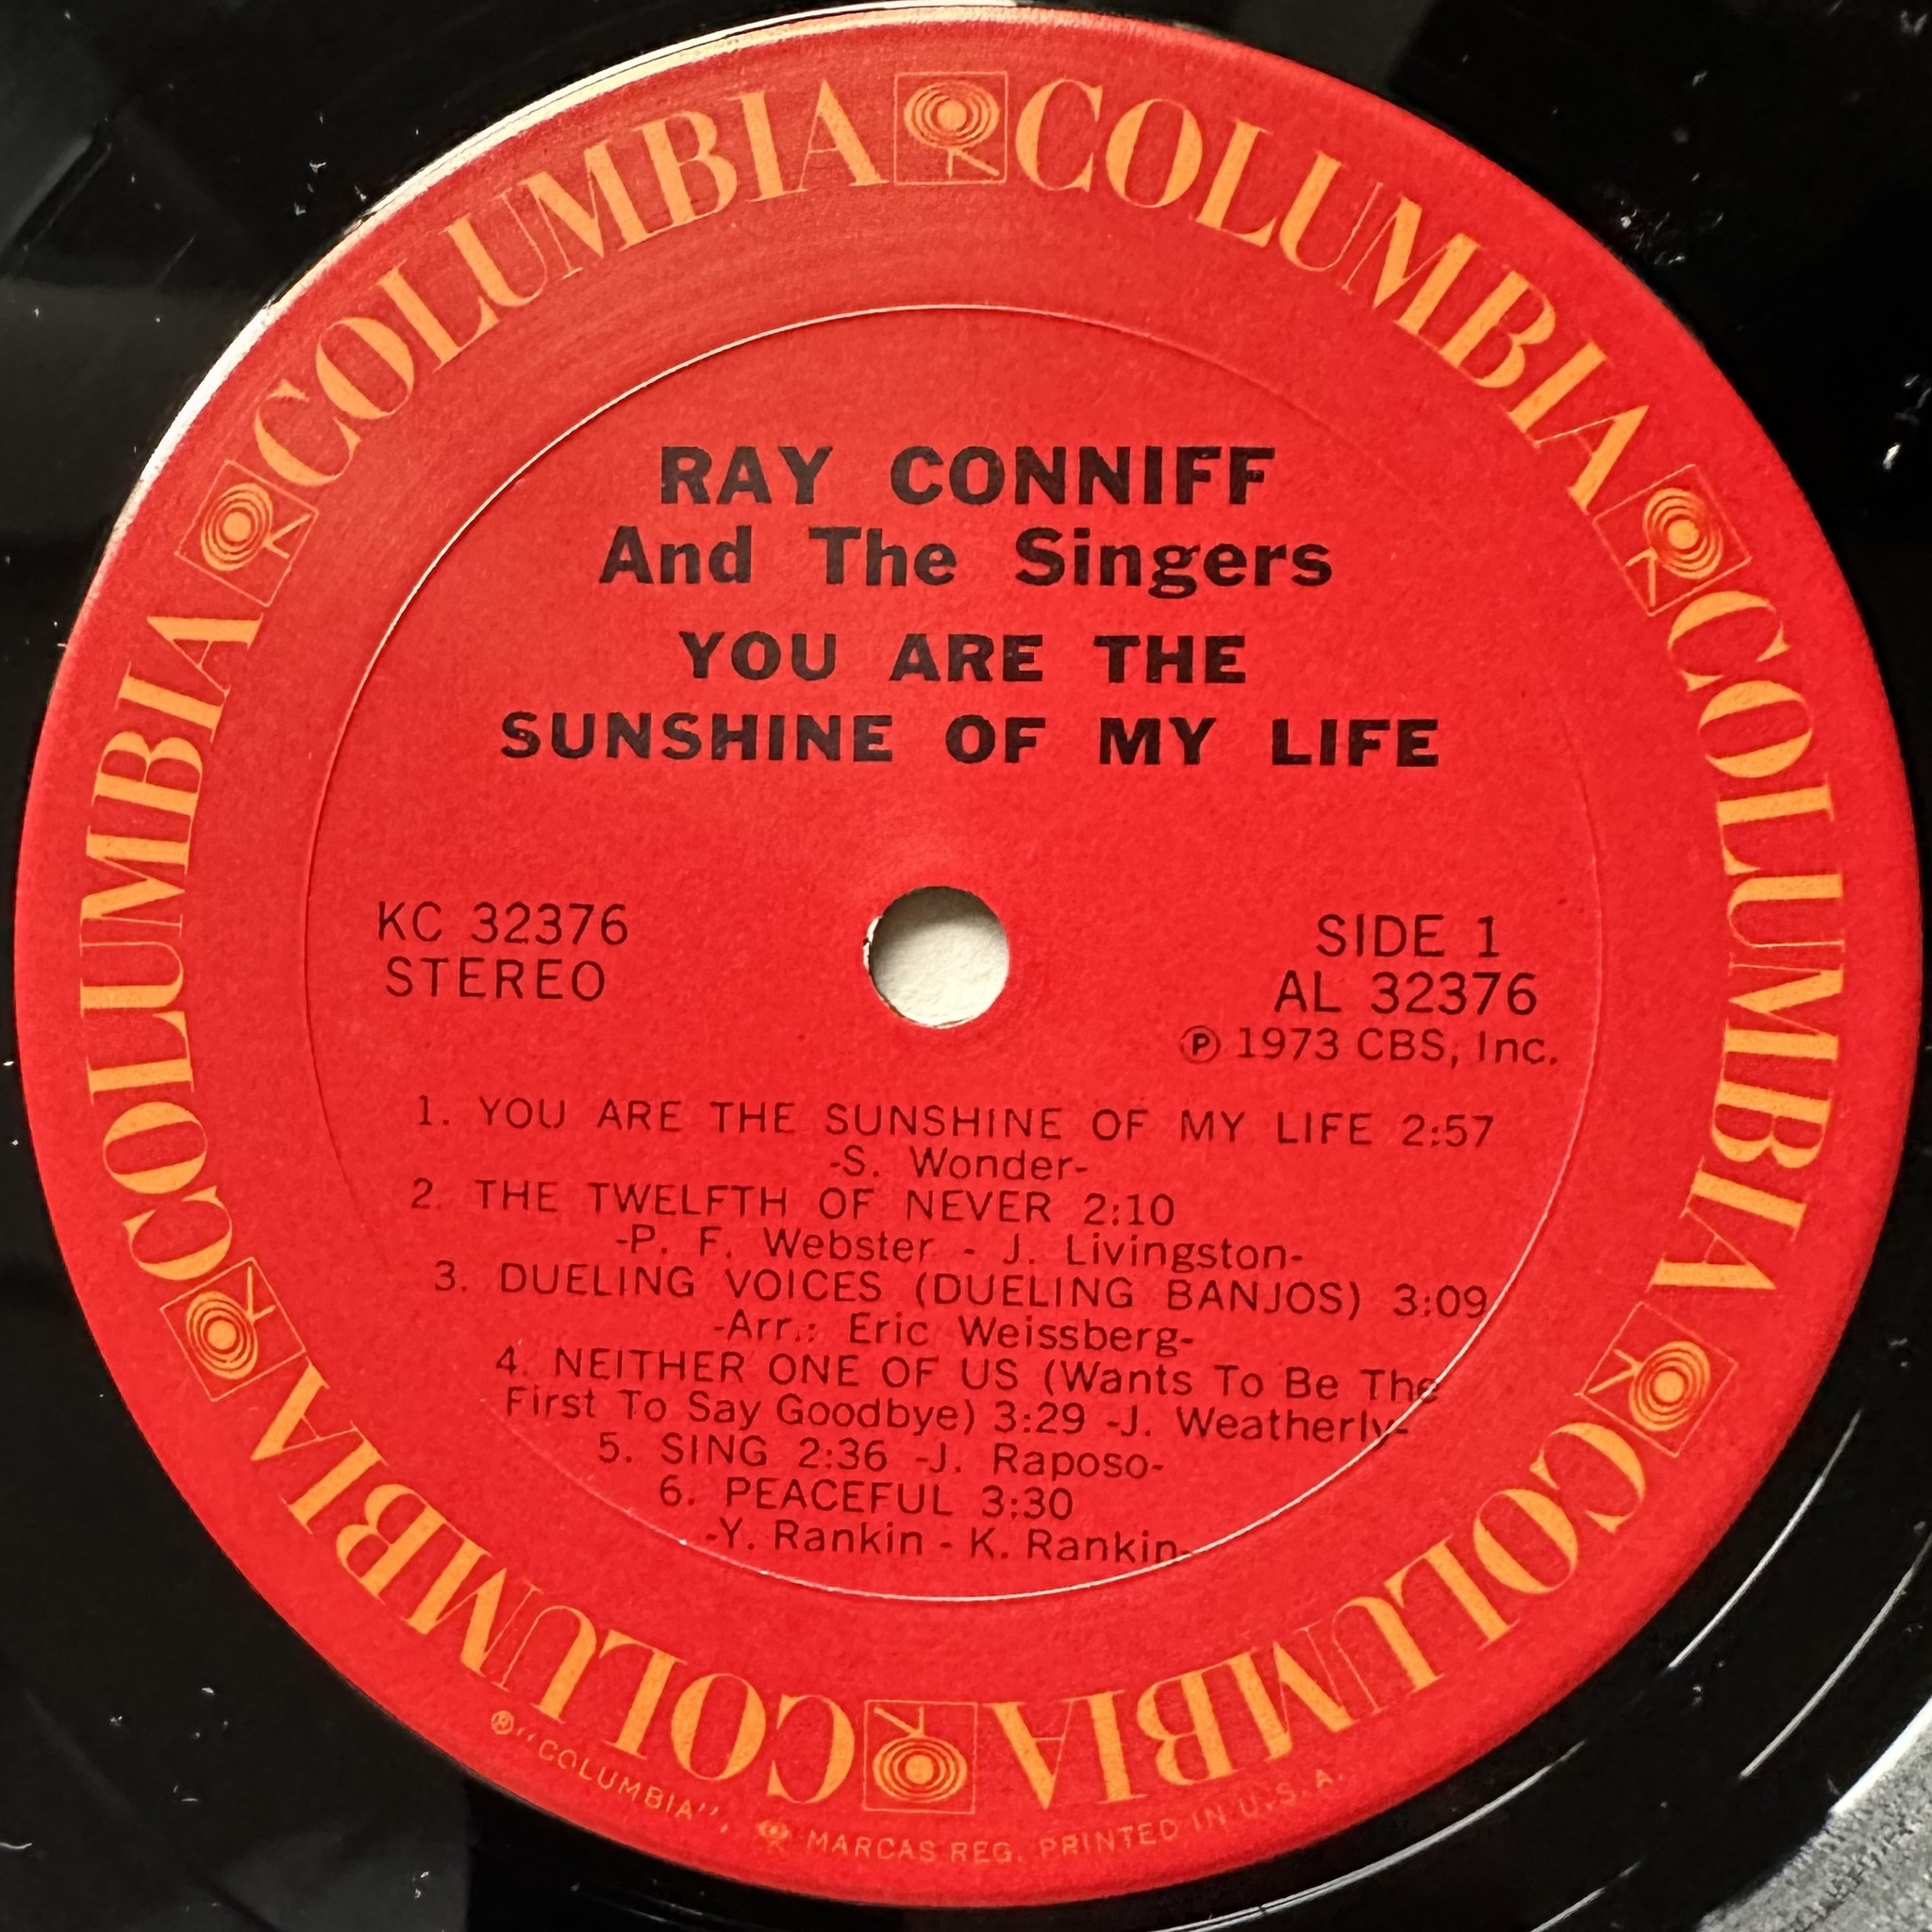 COLUMBIA COLUMBIA COLUMBIA COLUMBIA COLUMBIA COLUMBIA
RAY CONNIFF
And The Singers
YOU ARE THE
SUNSHINE OF MY LIFE
KC 32376
STEREO
SIDE 1
AL 32376
Ⓟ 1973 CBS, Inc.
1. YOU ARE THE SUNSHINE OF MY LIFE 2:57
-S. Wonder-
2. THE TWELFTH OF NEVER 2:10
-P. F. Webster - J. Livingston-
3. DUELING VOICES (DUELING BANJOS) 3:09
-Arr.: Eric Weissberg-
4. NEITHER ONE OF US (Wants To Be The
First To Say Goodbye) 3:29 -J. Weatherly-
5. SING 2:36 -J. Raposo-
6. PEACEFUL 3:30
-Y. Rankin - K. Rankin-
®"COLUMBIA", MARCAS REG. PRINTED IN U.S.A.